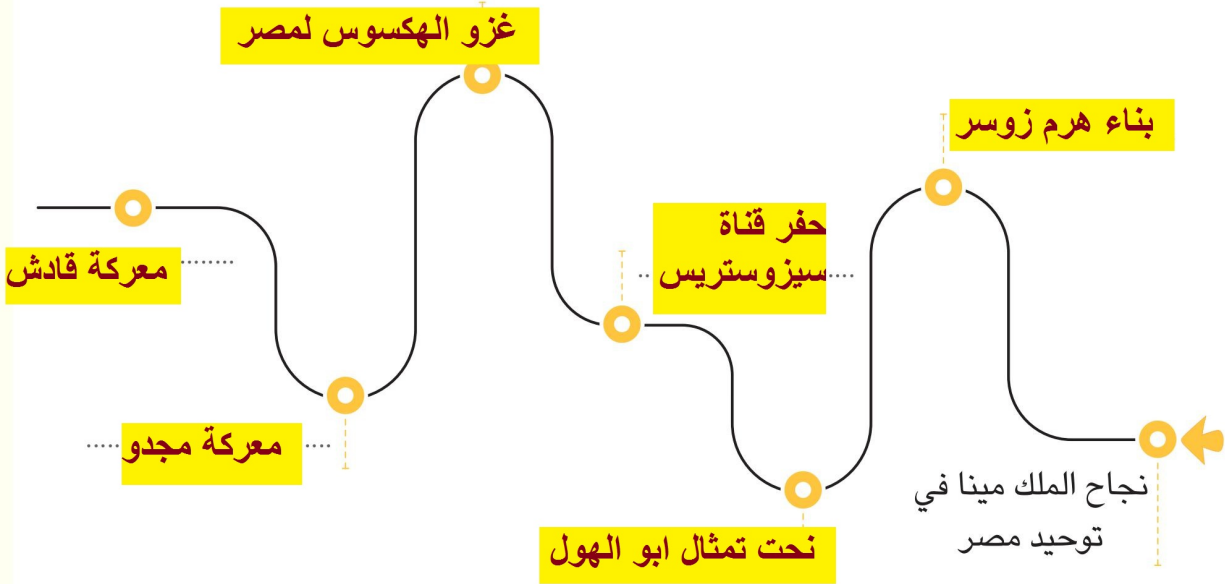 غزو الهكسوس لمصر
بناء هرم زوسر
حفر قناة
سيزوستريس
معركة قادش
معركة مجدو
نجاح الملك مينا في
توحيد مصر
نحت تمثال ابو الهول